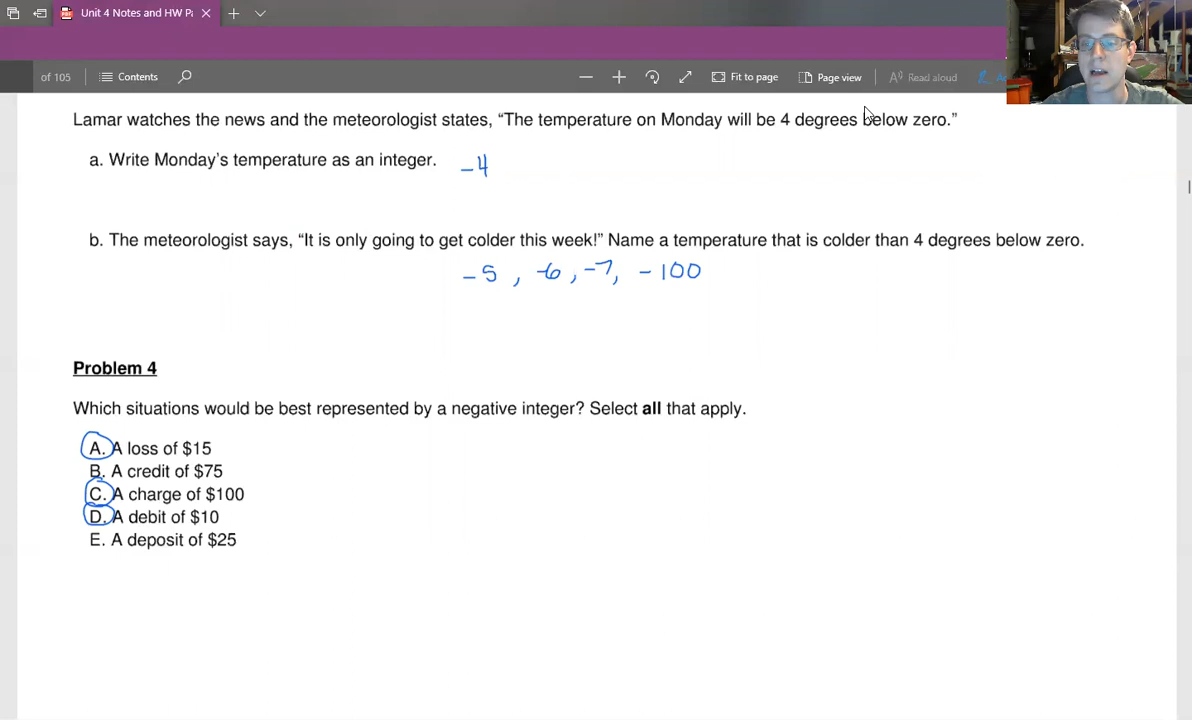 Unit 4 Notes and HW Pa
of 105 Contents Fit to page Page view Read aloud
Lamar watches the news and the meteorologist states, “The temperature on Monday will be 4 degrees below zero.”
a. Write Monday’s temperature as an integer. -4
b. The meteorologist says, “It is only going to get colder this week!” Name a temperature that is colder than 4 degrees below zero.
-5 , -6 , -7, -100
Problem 4
Which situations would be best represented by a negative integer? Select all that apply.
A. A loss of $15
B. A credit of $75
C. A charge of $100
D. A debit of $10
E. A deposit of $25